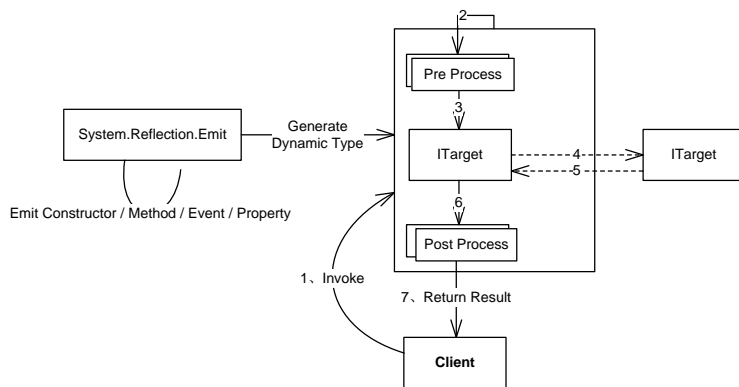 2
Pre Process
3
System.Reflection.Emit
Generate
Dynamic Type
ITarget
4
5
ITarget
Emit Constructor / Method / Event / Property
6
Post Process
1、Invoke
7、Return Result
Client